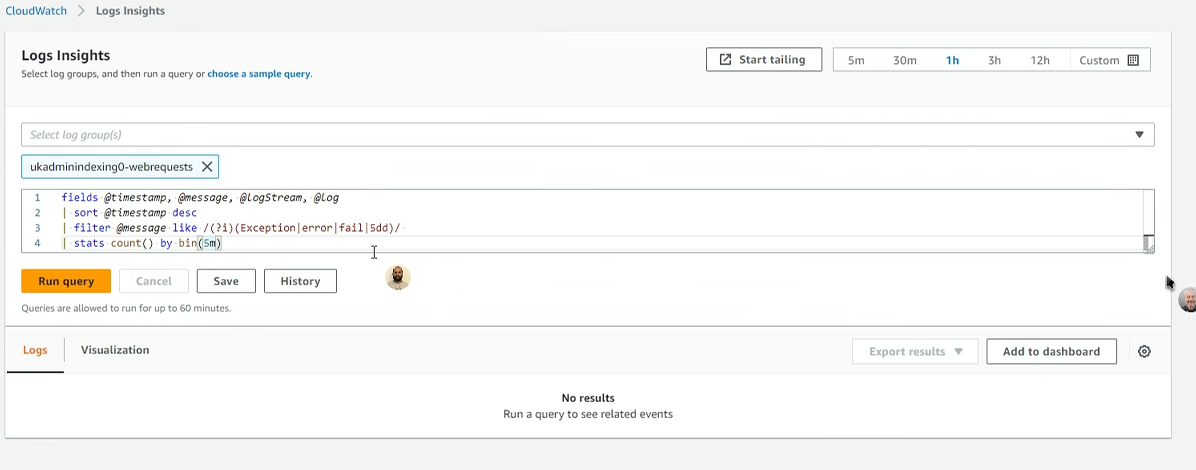 CloudWatch > Logs Insights
Logs Insights
Select log groups, and then run a query or choose a sample query.
Start tailing
5m 30m 1h 3h 12h Custom
Select log group(s)
ukadminindexing0-webrequests
1 fields @timestamp, @message, @logStream, @log
2 | sort @timestamp desc
3 | filter @message like /(?i)(Exception|error|fail|5dd)/
4 | stats count() by bin(5m)
Run query Cancel Save History
Queries are allowed to run for up to 60 minutes.
Logs Visualization Export results Add to dashboard
No results
Run a query to see related events